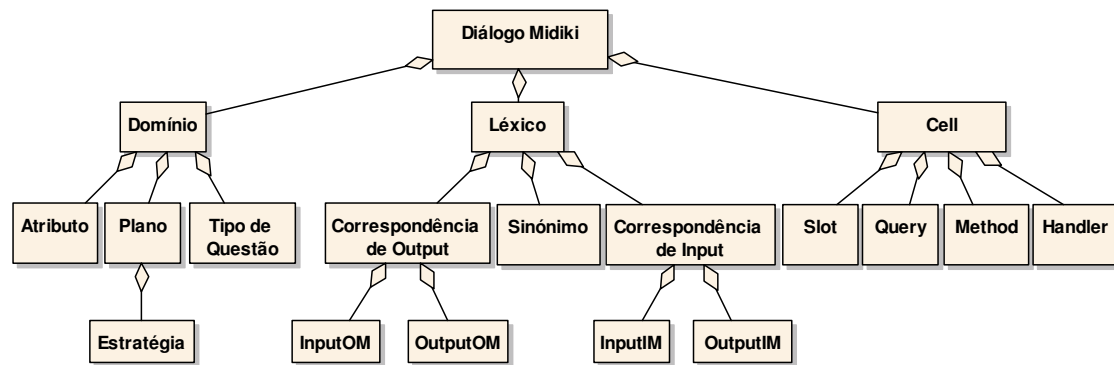 Diálogo Midiki
Domínio
Léxico
Cell
Atributo
Plano
Tipo de
Questão
Correspondência
de Output
Sinónimo
Correspondência
de Input
Slot
Query
Method
Handler
Estratégia
InputOM
OutputOM
InputIM
OutputIM